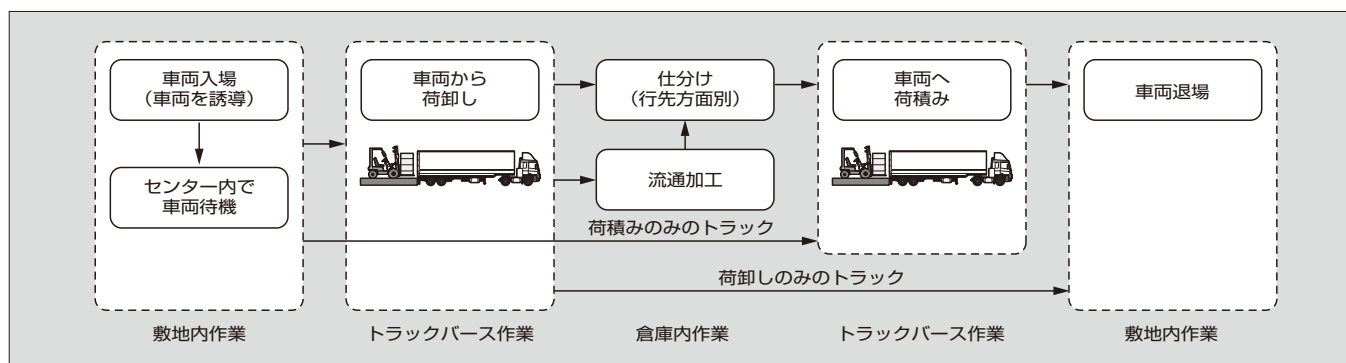 車両入場
（車両を誘導）
センター内で
車両待機
車両から
荷卸し
仕分け
（行先方面別）
流通加工
車両へ
荷積み
車両退場
荷積みのみのトラック
荷卸しのみのトラック
敷地内作業
トラックバース作業
倉庫内作業
トラックバース作業
敷地内作業